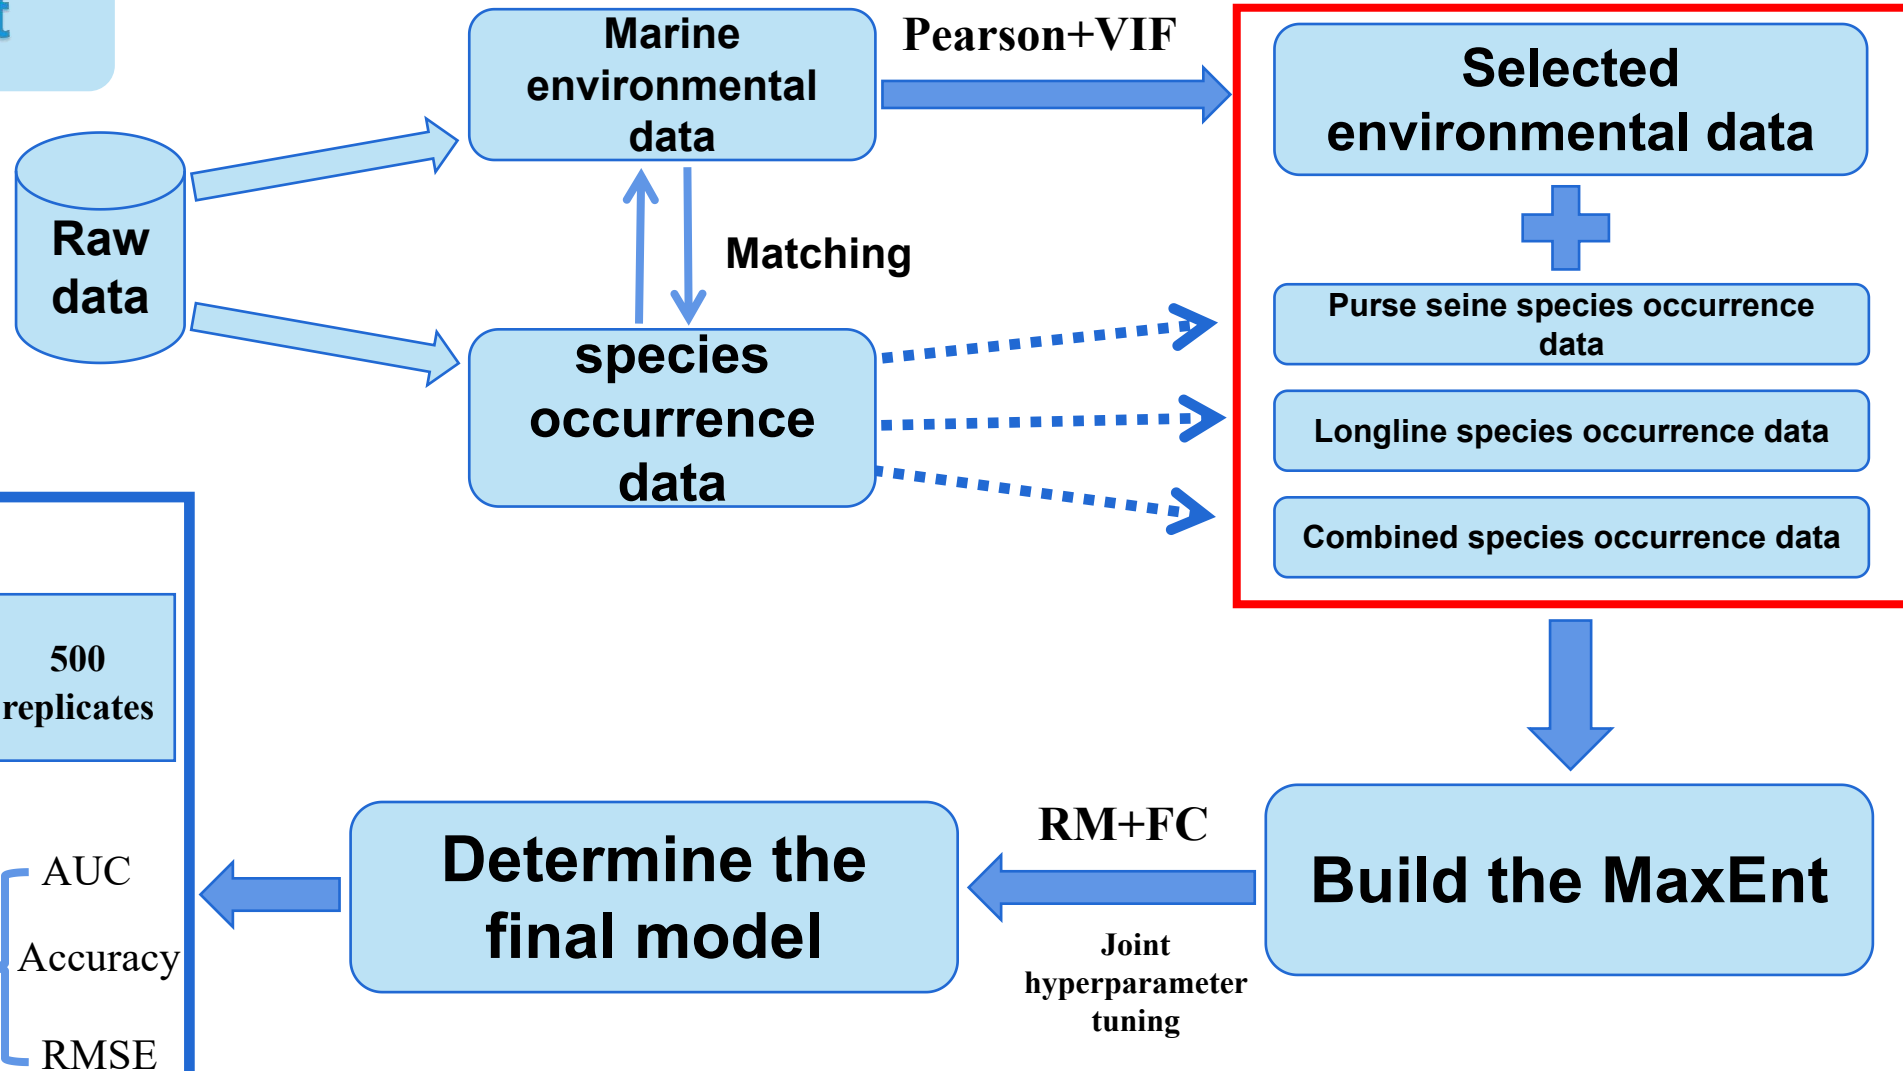 Marine
environmental
data
Pearson+VIF
Selected
environmental data
Raw
data
Matching
species
occurrence
data
Purse seine species occurrence
data
Longline species occurrence data
Combined species occurrence data
500
replicates
AUC
Accuracy
RMSE
Determine the
final model
RM+FC
Joint
hyperparameter
tuning
Build the MaxEnt